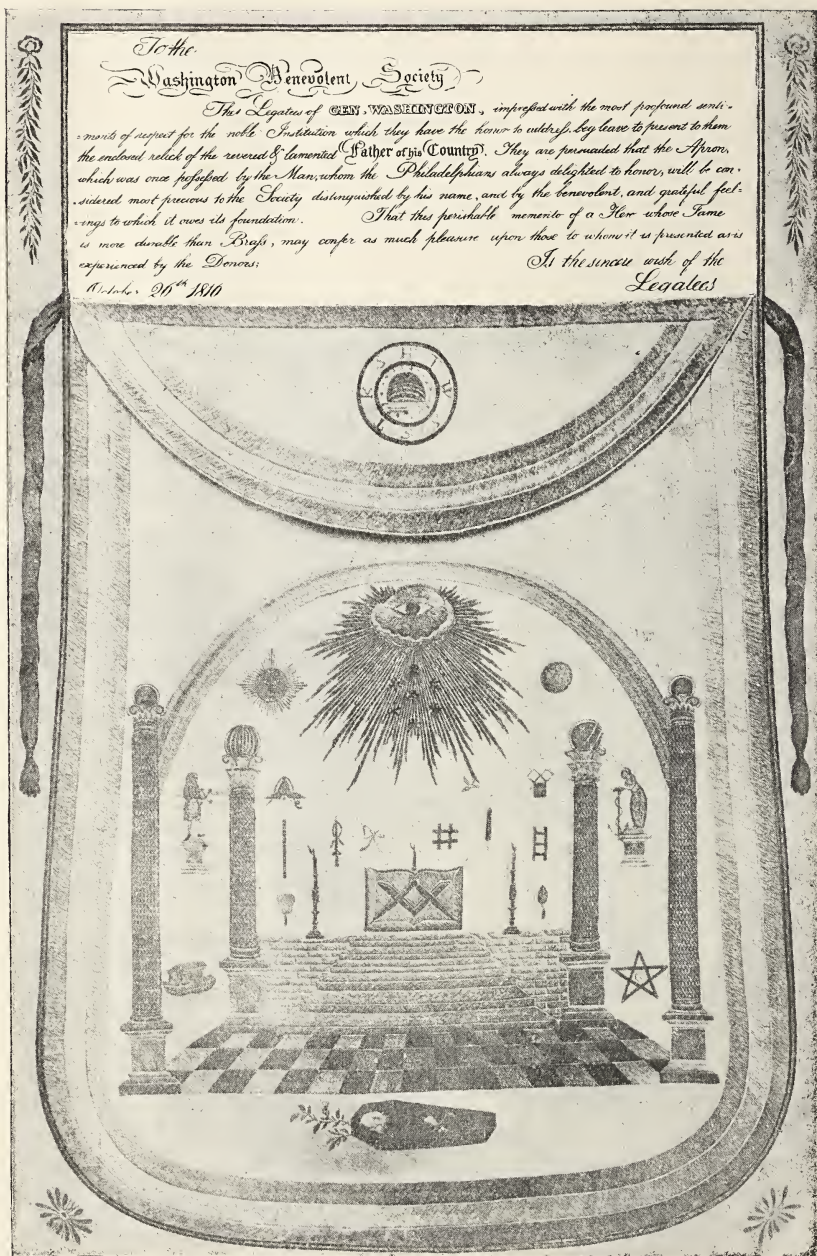 To the
Washington Benevolent Society
The Legatees of GEN. WASHINGTON, impressed with the most profound senti-
-ments of respect for the noble Institution which they have the honor to address, beg leave to present to them
the enclosed relick of the revered & lamented Father of his Country. They are persuaded that the Apron,
which was once possessed by the Man, whom the Philadelphians always delighted to honor, will be con-
-sidered most precious to the Society distinguished by his name, and by the benevolent, and grateful feel-
-ings to which it owes its foundation. That this perishable memento of a Hero whose Fame
is more durable than Brass, may confer as much pleasure upon those to whom it is presented as is
experienced by the Donors;
Is the sincere wish of the
October 26th 1816
Legatees
H T W S S T K S